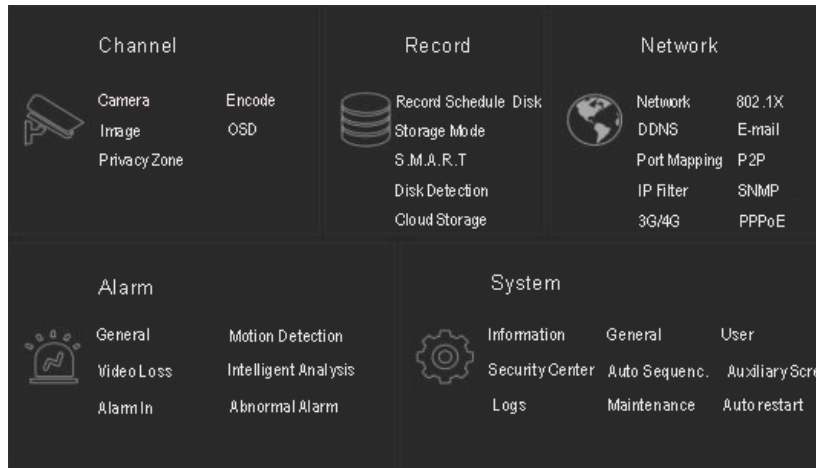 Channel
Camera Encode
Image OSD
Privacy Zone
Record
Record Schedule Disk
Storage Mode
S.M.A.R.T
Disk Detection
Cloud Storage
Network
Network 802.1X
DDNS E-mail
Port Mapping P2P
IP Filter SNMP
3G/4G PPPoE
Alarm
General Motion Detection
Video Loss Intelligent Analysis
Alarm In Abnormal Alarm
System
Information General User
Security Center Auto Sequenc. Auxiliary Scre
Logs Maintenance Auto restart